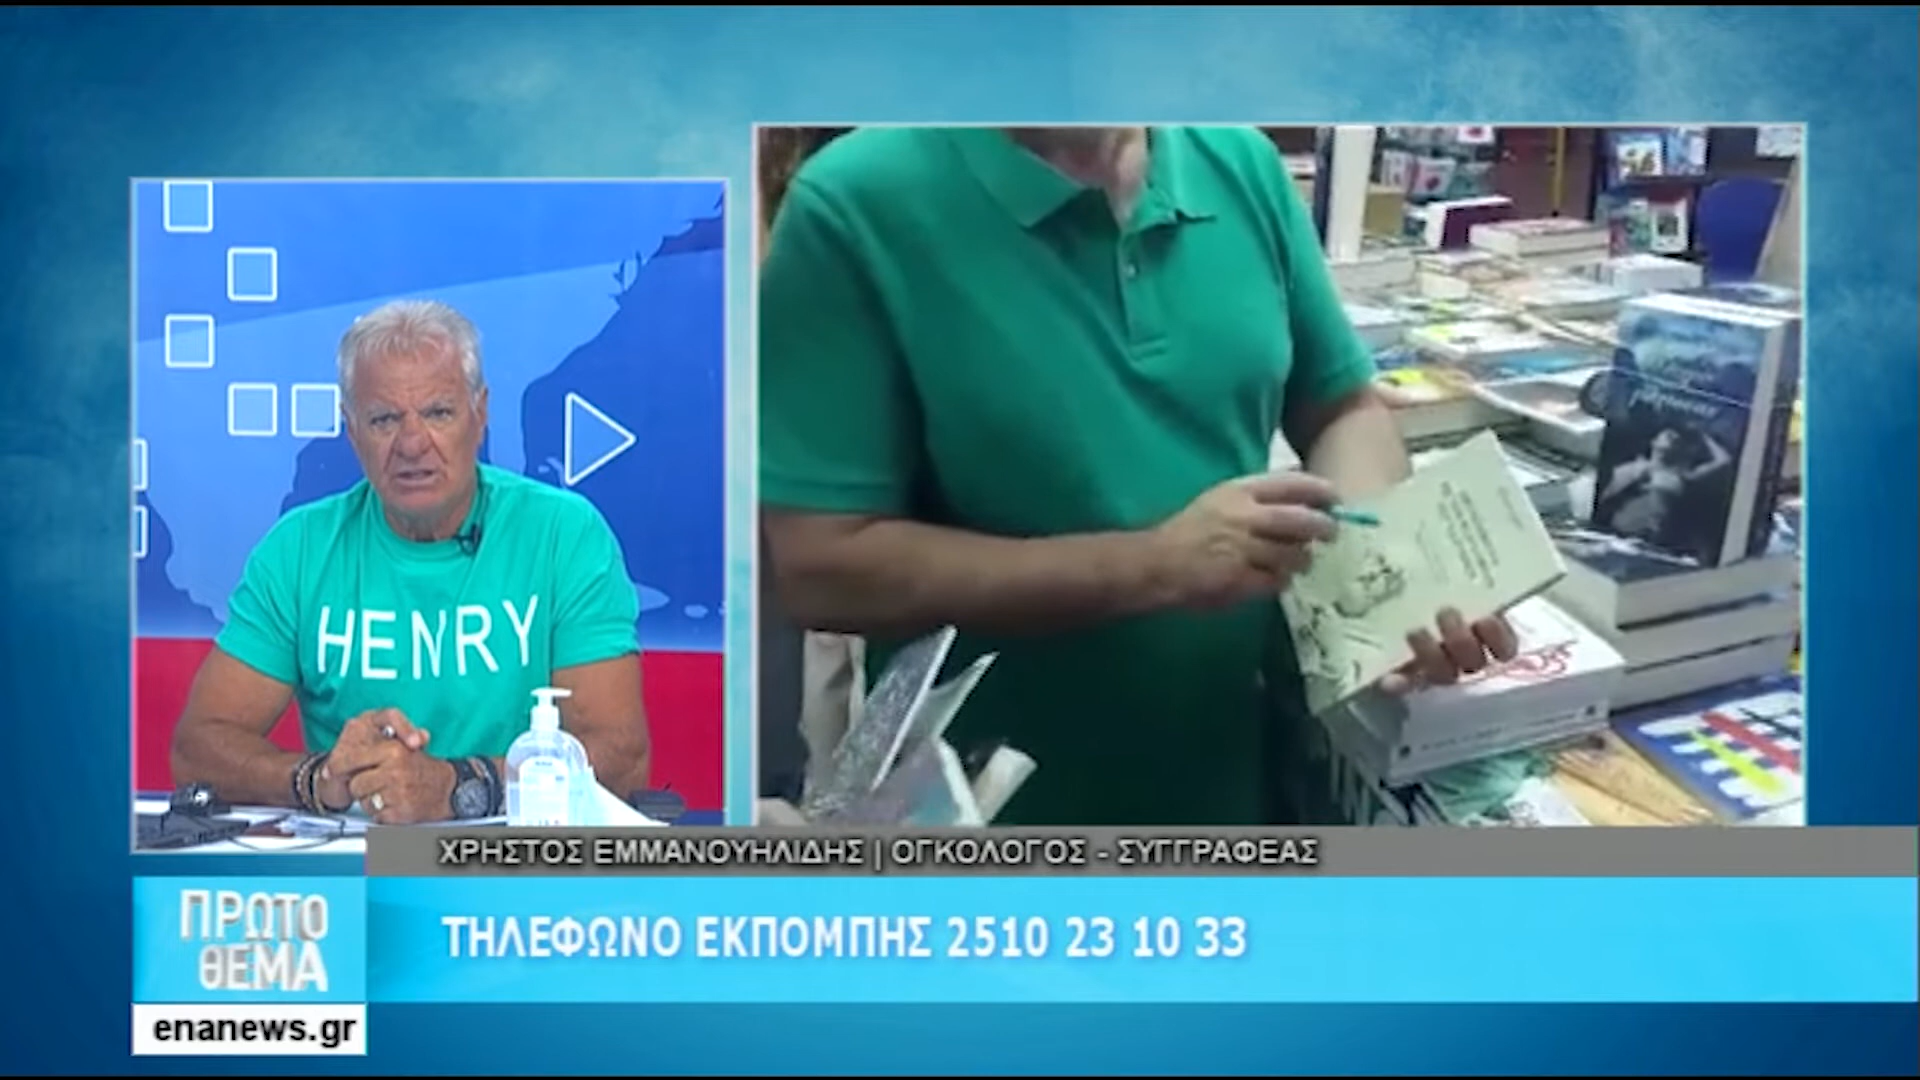 HENRY
ΧΡΗΣΤΟΣ ΕΜΜΑΝΟΥΗΛΙΔΗΣ | ΟΓΚΟΛΟΓΟΣ - ΣΥΓΓΡΑΦΕΑΣ
ΠΡΩΤΟ
ΘΕΜΑ
ΤΗΛΕΦΩΝΟ ΕΚΠΟΜΠΗΣ 2510 23 10 33
enanews.gr